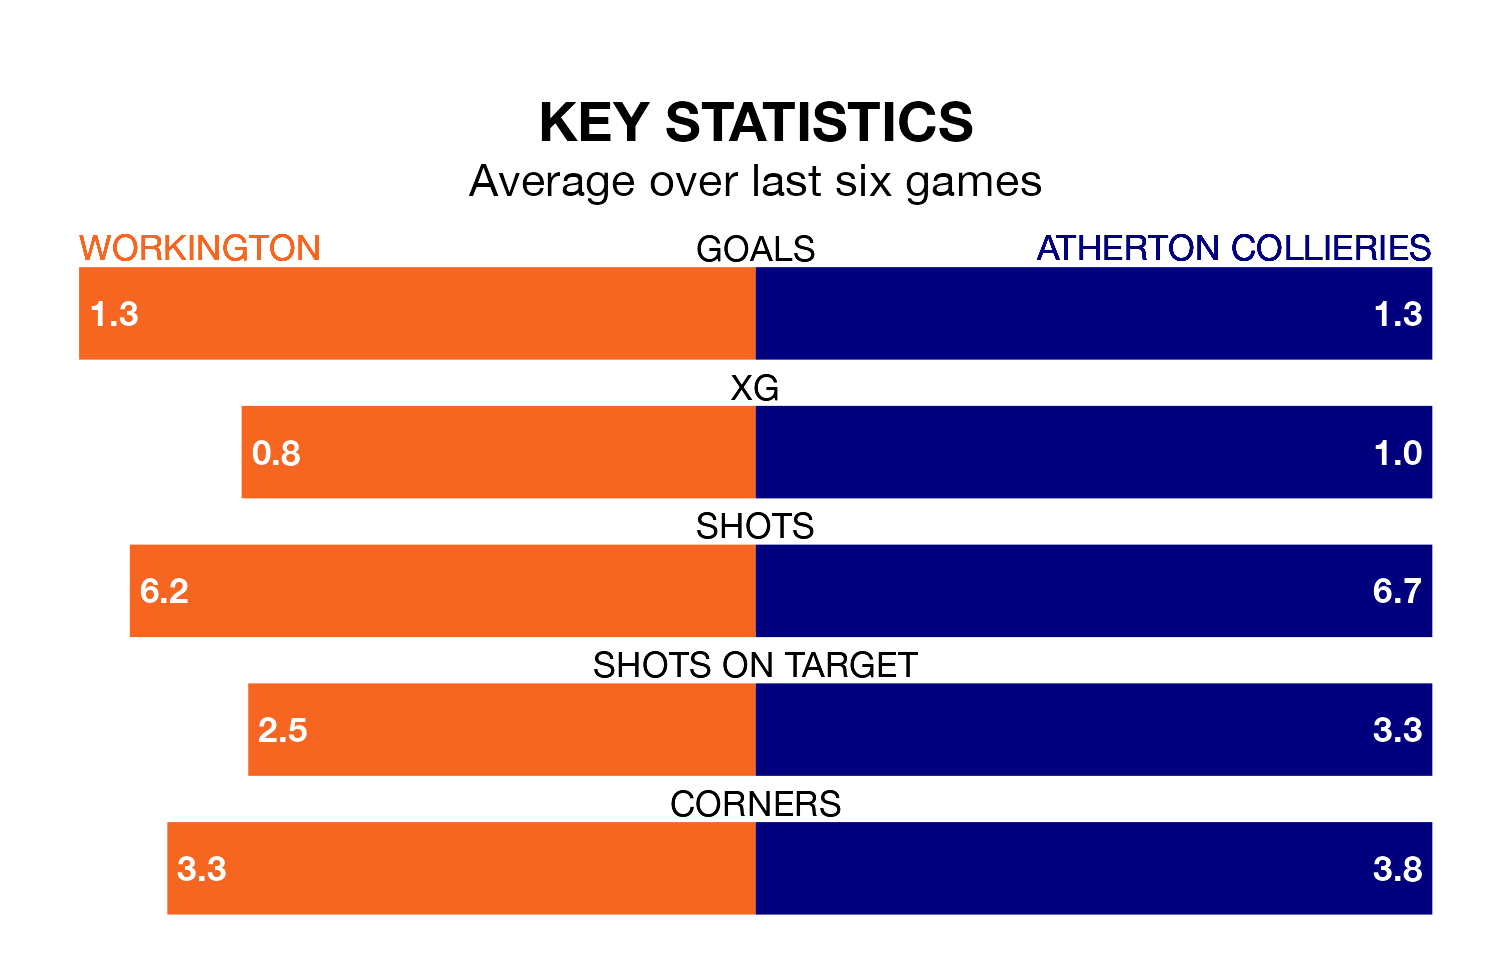 KEY STATISTICS
Average over last six games
WORKINGTON GOALS ATHERTON COLLIERIES
1.3 1.3
XG
0.8 1.0
SHOTS
6.2 6.7
SHOTS ON TARGET
2.5 3.3
CORNERS
3.3 3.8